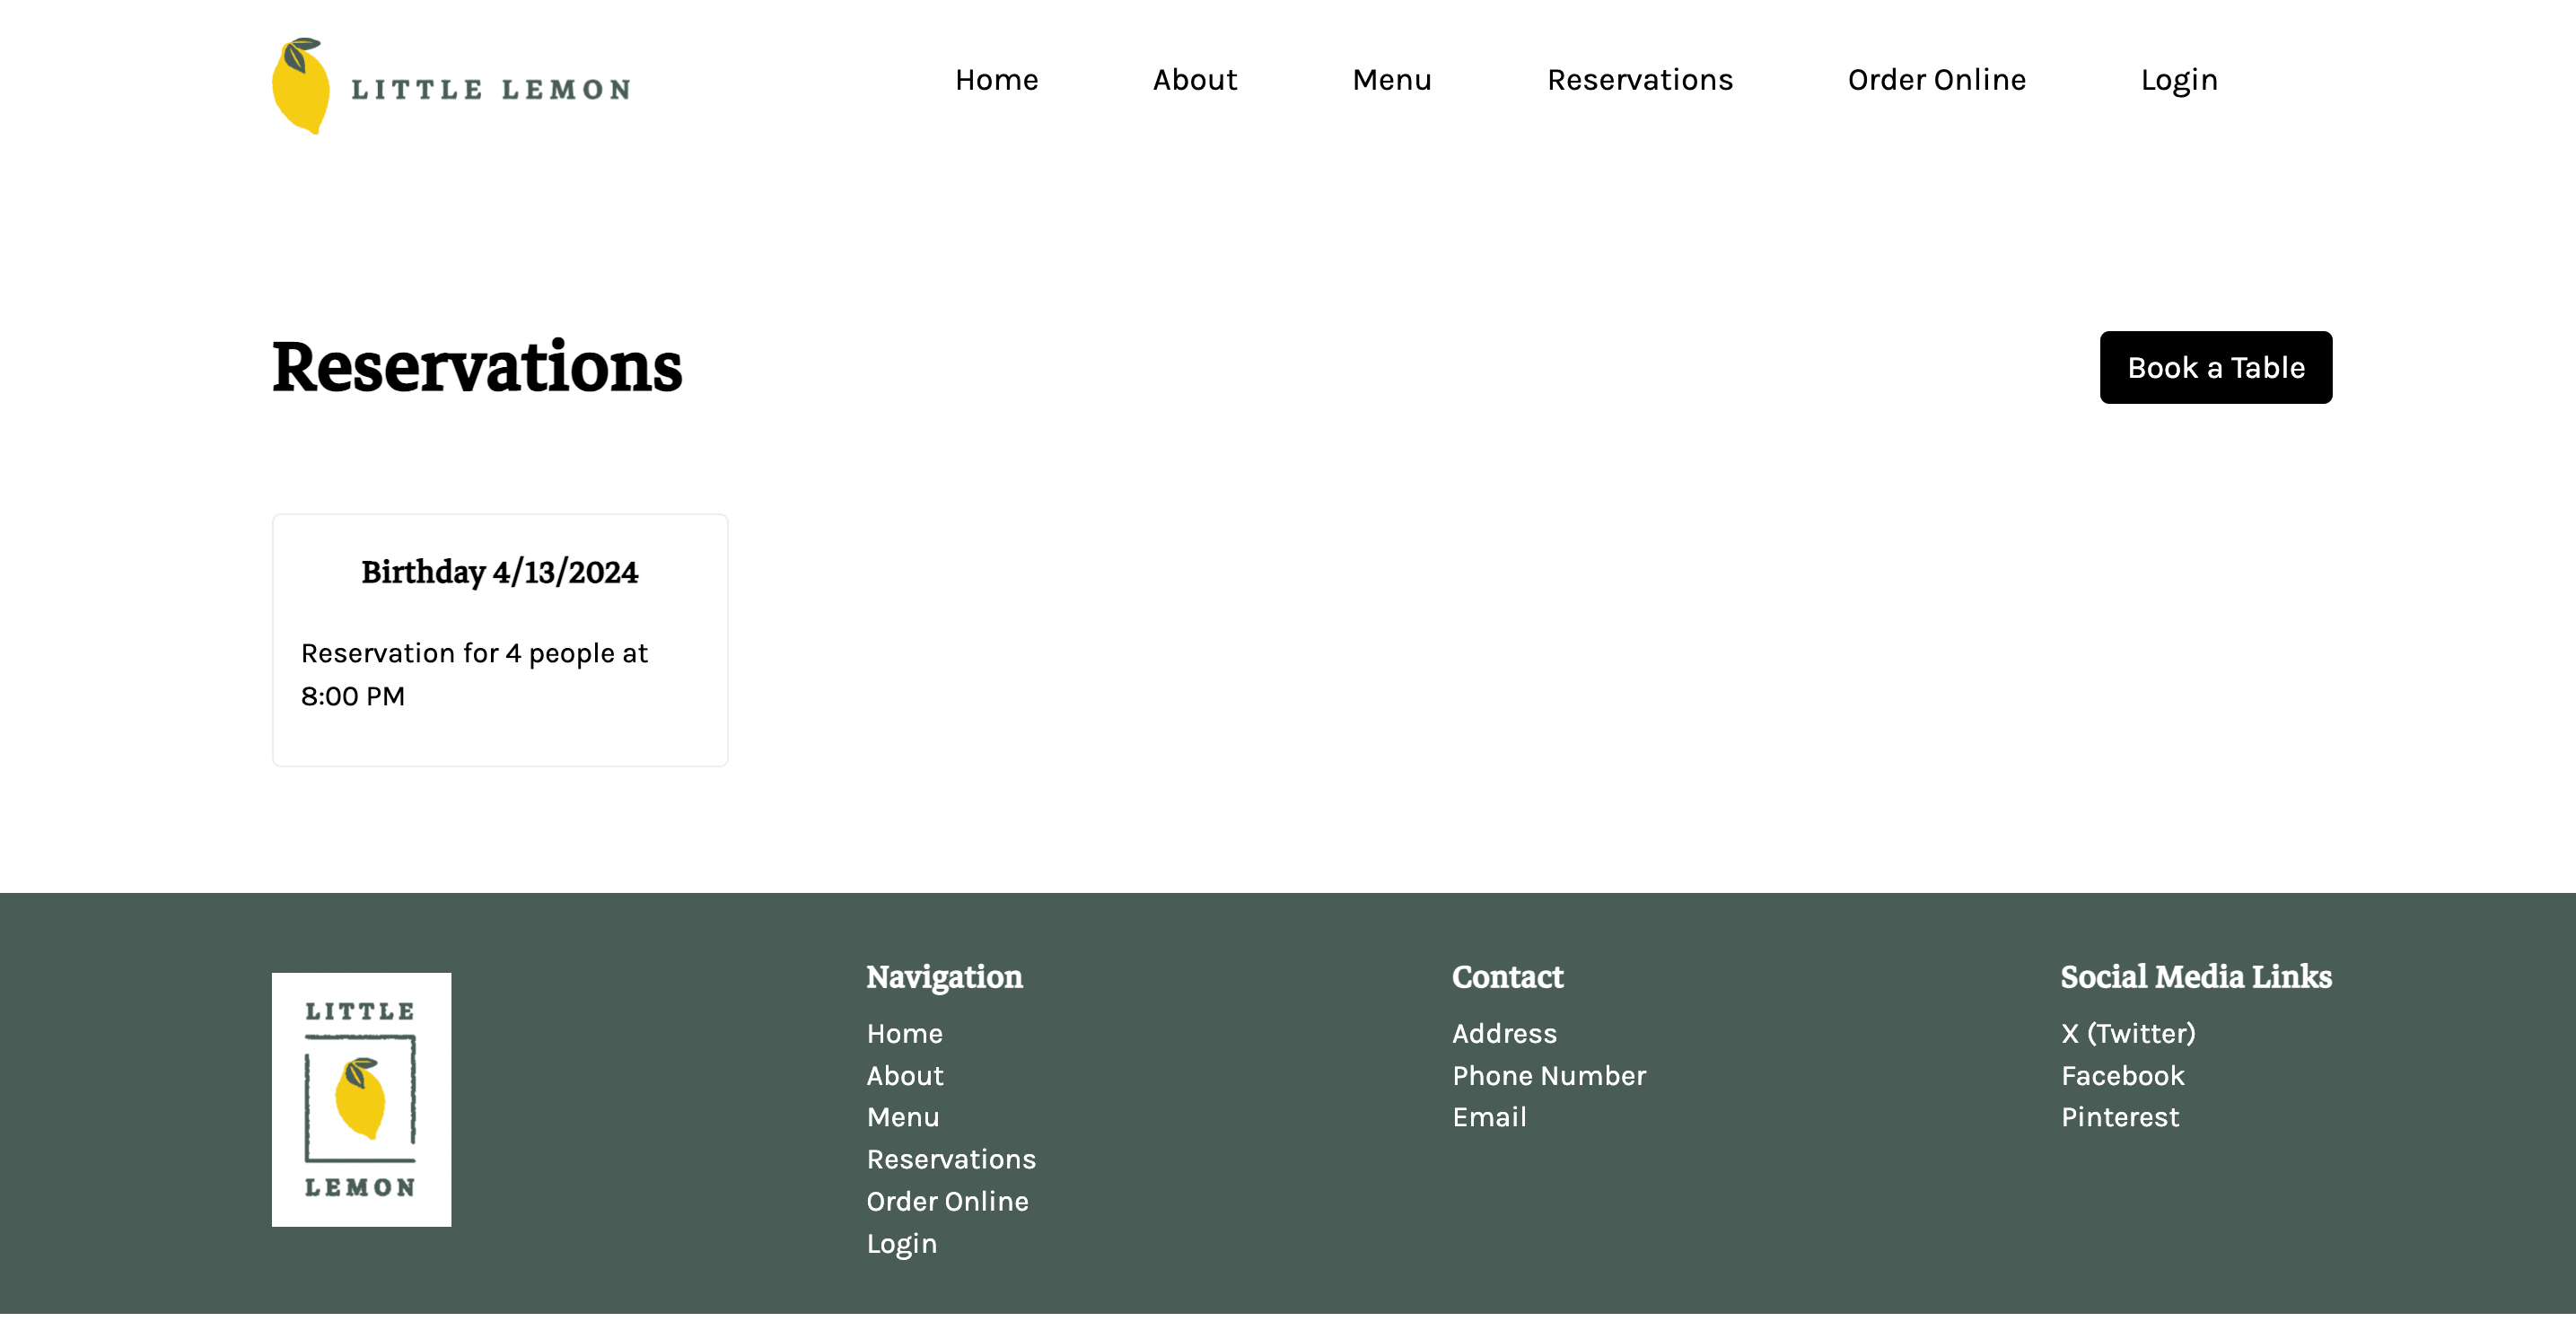 LITTLE LEMON
Home
About
Menu
Reservations
Order Online
Login
Reservations
Book a Table
Birthday 4/13/2024
Reservation for 4 people at
8:00 PM
LITTLE
LEMON
Navigation
Home
About
Menu
Reservations
Order Online
Login
Contact
Address
Phone Number
Email
Social Media Links
X (Twitter)
Facebook
Pinterest